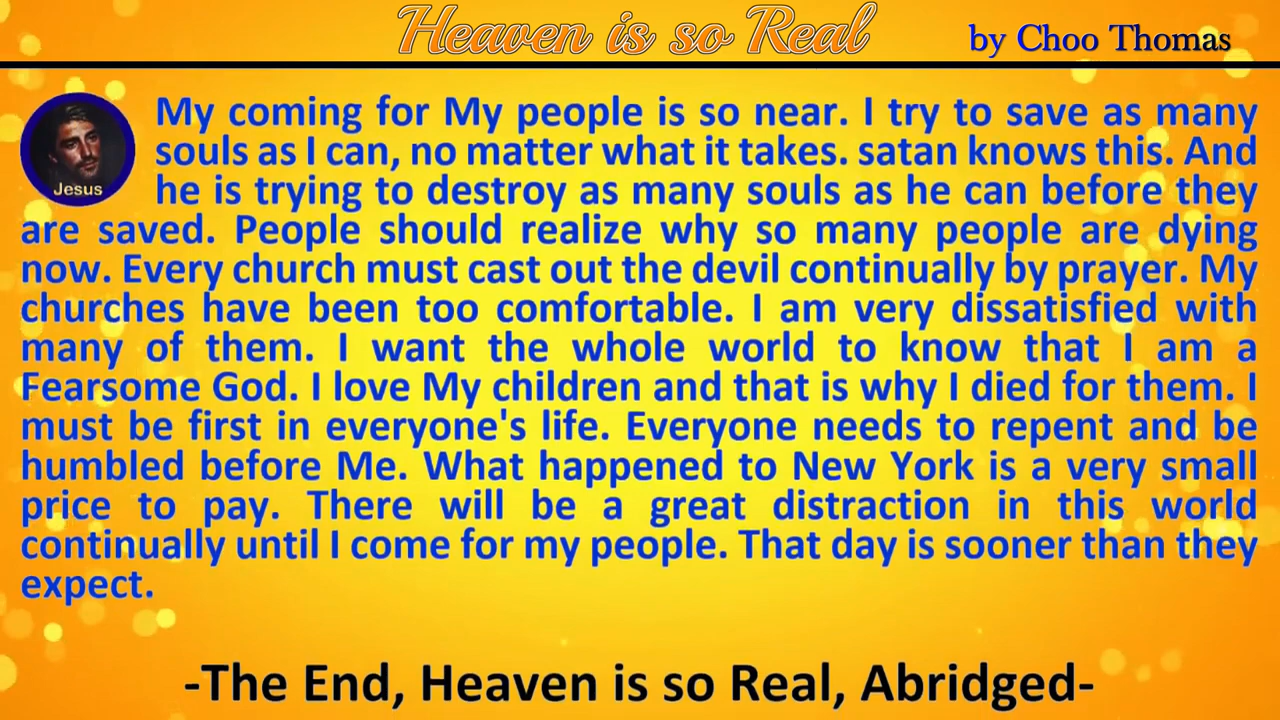 Heaven is so Real
by Choo Thomas
Jesus
My coming for My people is so near. I try to save as many
souls as I can, no matter what it takes. satan knows this. And
he is trying to destroy as many souls as he can before they
are saved. People should realize why so many people are dying
now. Every church must cast out the devil continually by prayer. My
churches have been too comfortable. I am very dissatisfied with
many of them. I want the whole world to know that I am a
Fearsome God. I love My children and that is why I died for them. I
must be first in everyone's life. Everyone needs to repent and be
humbled before Me. What happened to New York is a very small
price to pay. There will be a great distraction in this world
continually until I come for my people. That day is sooner than they
expect.
-The End, Heaven is so Real, Abridged-